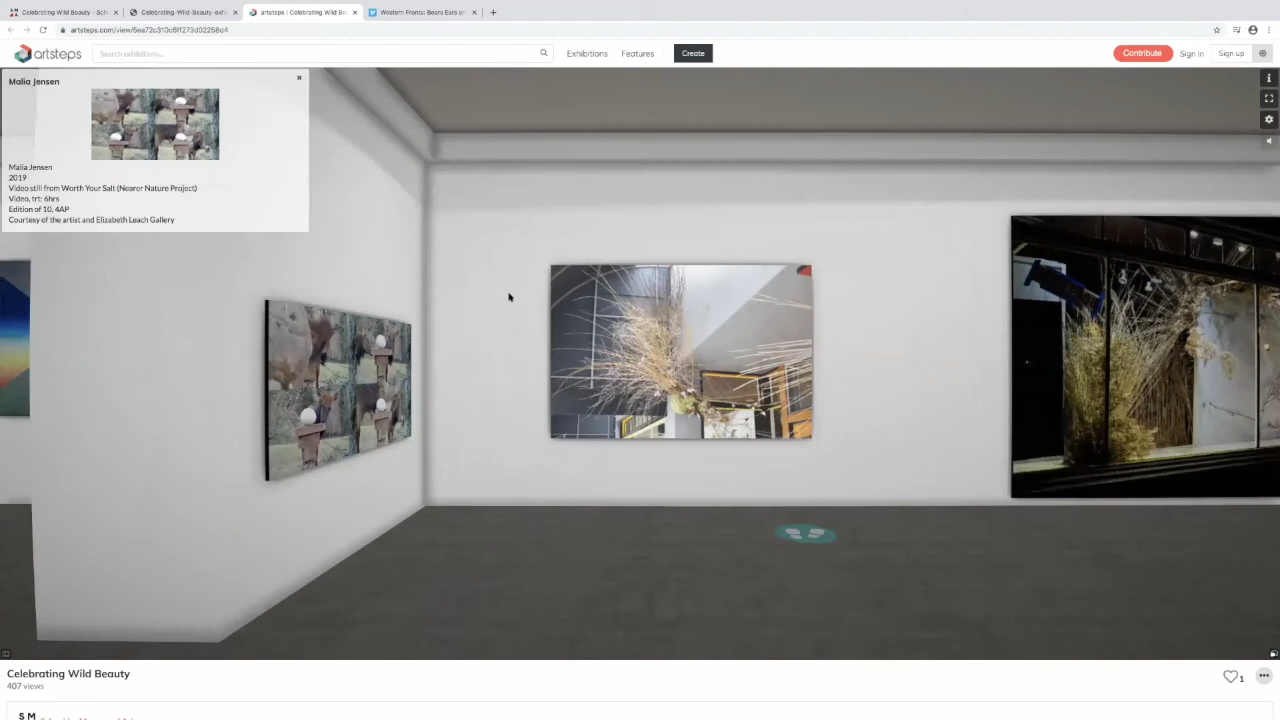 Celebrating Wild Beauty - Sch
Celebrating-Wild-Beauty-exhi
artsteps | Celebrating Wild Be
Western Fronts: Bears Ears on
artsteps.com/view/5ea72c310c6ff273d02258d4
artsteps
Search exhibitions...
Exhibitions
Features
Create
Contribute
Sign in
Sign up
Malia Jensen
Malia Jensen
2019
Video still from Worth Your Salt (Nearer Nature Project)
Video, trt: 6hrs
Edition of 10, 4AP
Courtesy of the artist and Elizabeth Leach Gallery
Celebrating Wild Beauty
407 views
1
S M